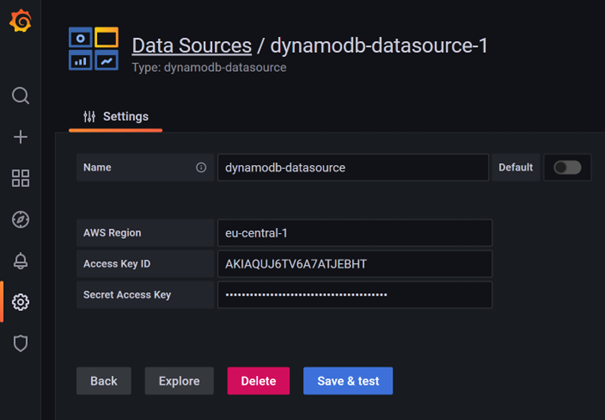 Data Sources / dynamodb-datasource-1
Type: dynamodb-datasource
Settings
Name dynamodb-datasource Default
AWS Region eu-central-1
Access Key ID AKIAQUJ6TV6A7ATJEBHT
Secret Access Key ••••••••••••••••••••••••••••••••••••••••
Back Explore Delete Save & test